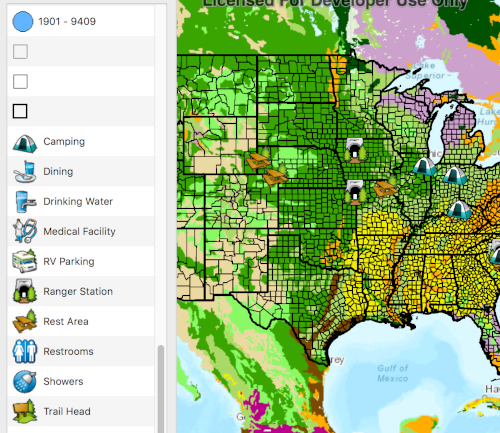 Licensed For Developer Use Only
1901 - 9409
Camping
Dining
Drinking Water
Medical Facility
RV Parking
Ranger Station
Rest Area
Restrooms
Showers
Trail Head
Lake
Superior
Lake
Gulf of
Mexico